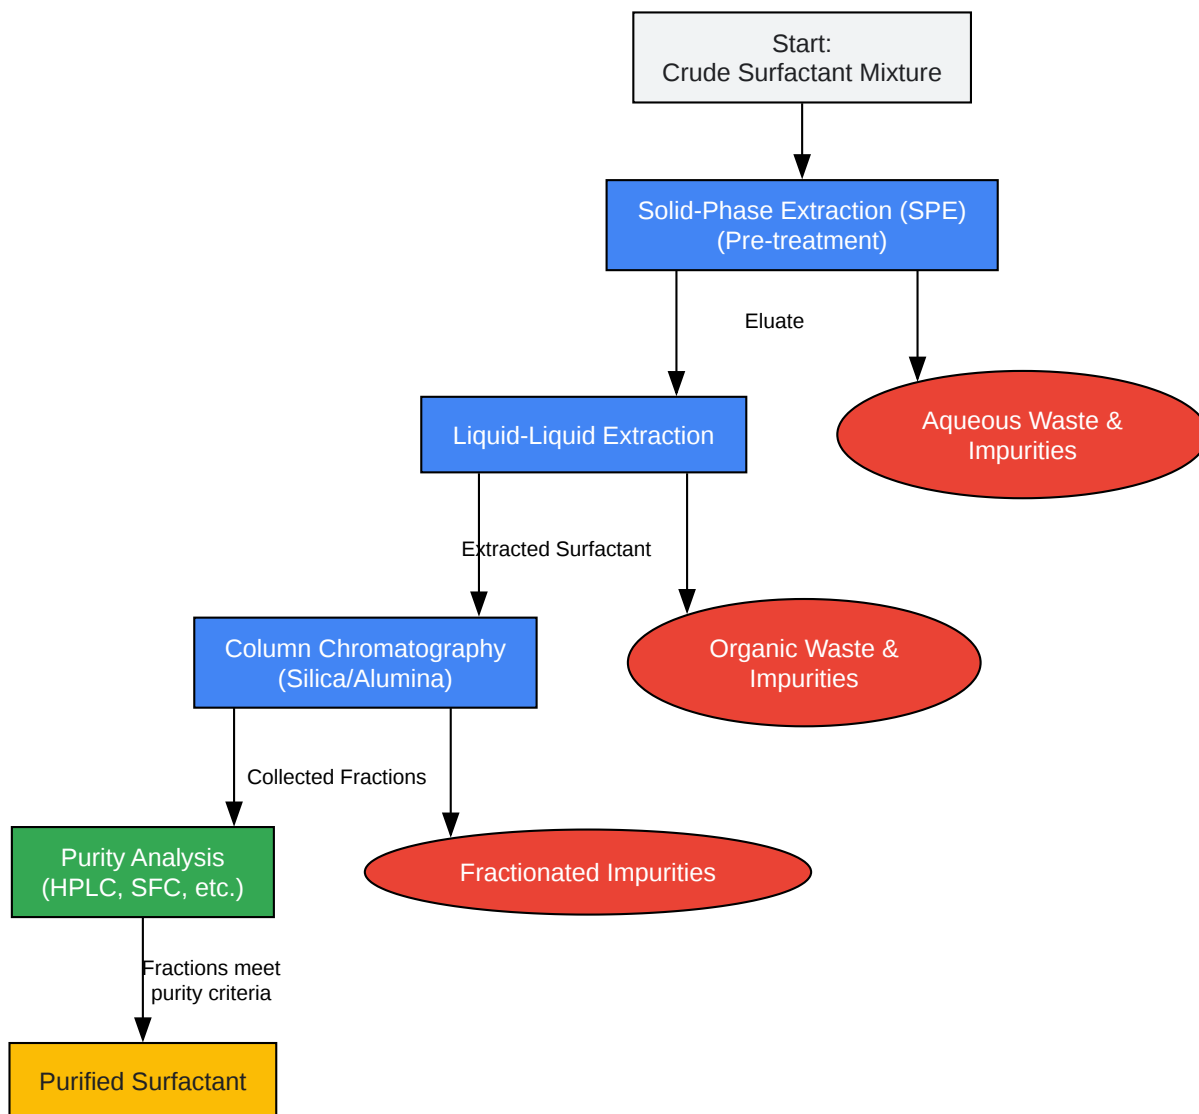 Start:
Crude Surfactant Mixture
Solid-Phase Extraction (SPE)
(Pre-treatment)
Eluate
Liquid-Liquid Extraction
Aqueous Waste &
Impurities
Extracted Surfactant
Column Chromatography
(Silica/Alumina)
Organic Waste &
Impurities
Collected Fractions
Purity Analysis
(HPLC, SFC, etc.)
Fractionated Impurities
Fractions meet
purity criteria
Purified Surfactant